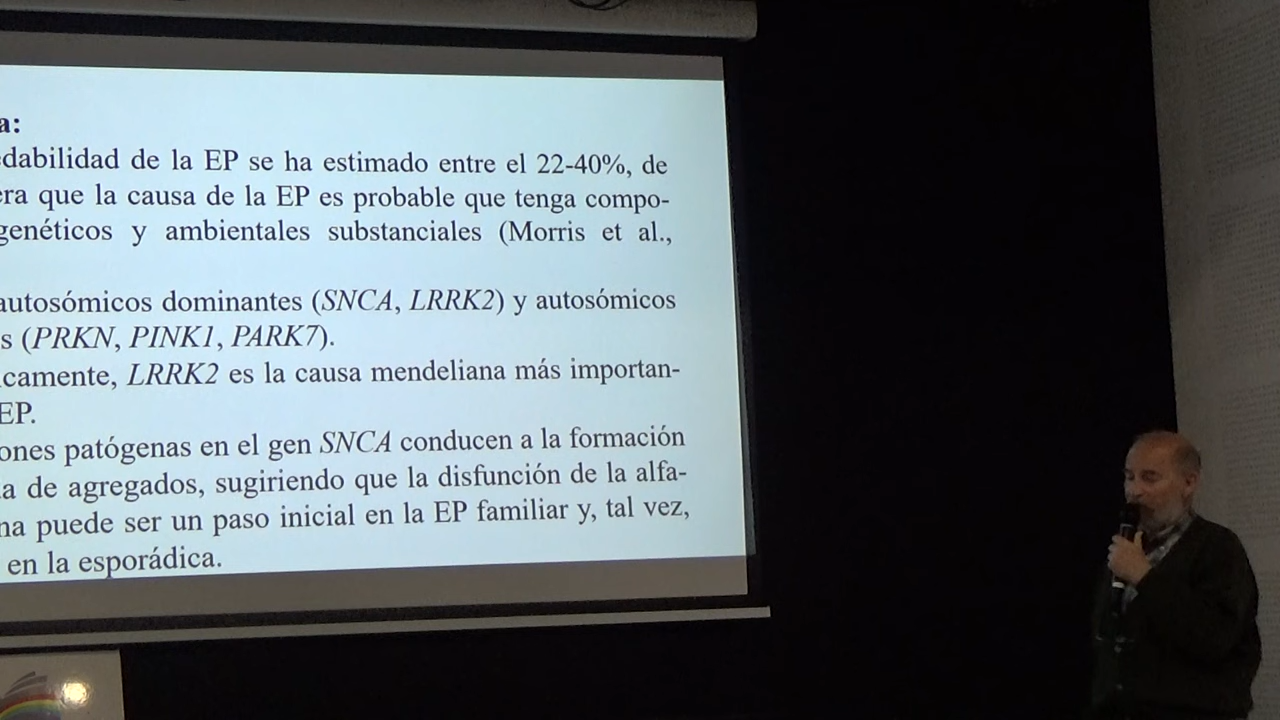 a:
edabilidad de la EP se ha estimado entre el 22-40%, de
era que la causa de la EP es probable que tenga compo-
genéticos y ambientales substanciales (Morris et al.,
autosómicos dominantes (SNCA, LRRK2) y autosómicos
s (PRKN, PINK1, PARK7).
icamente, LRRK2 es la causa mendeliana más importan-
EP.
ones patógenas en el gen SNCA conducen a la formación
a de agregados, sugiriendo que la disfunción de la alfa-
na puede ser un paso inicial en la EP familiar y, tal vez,
en la esporádica.